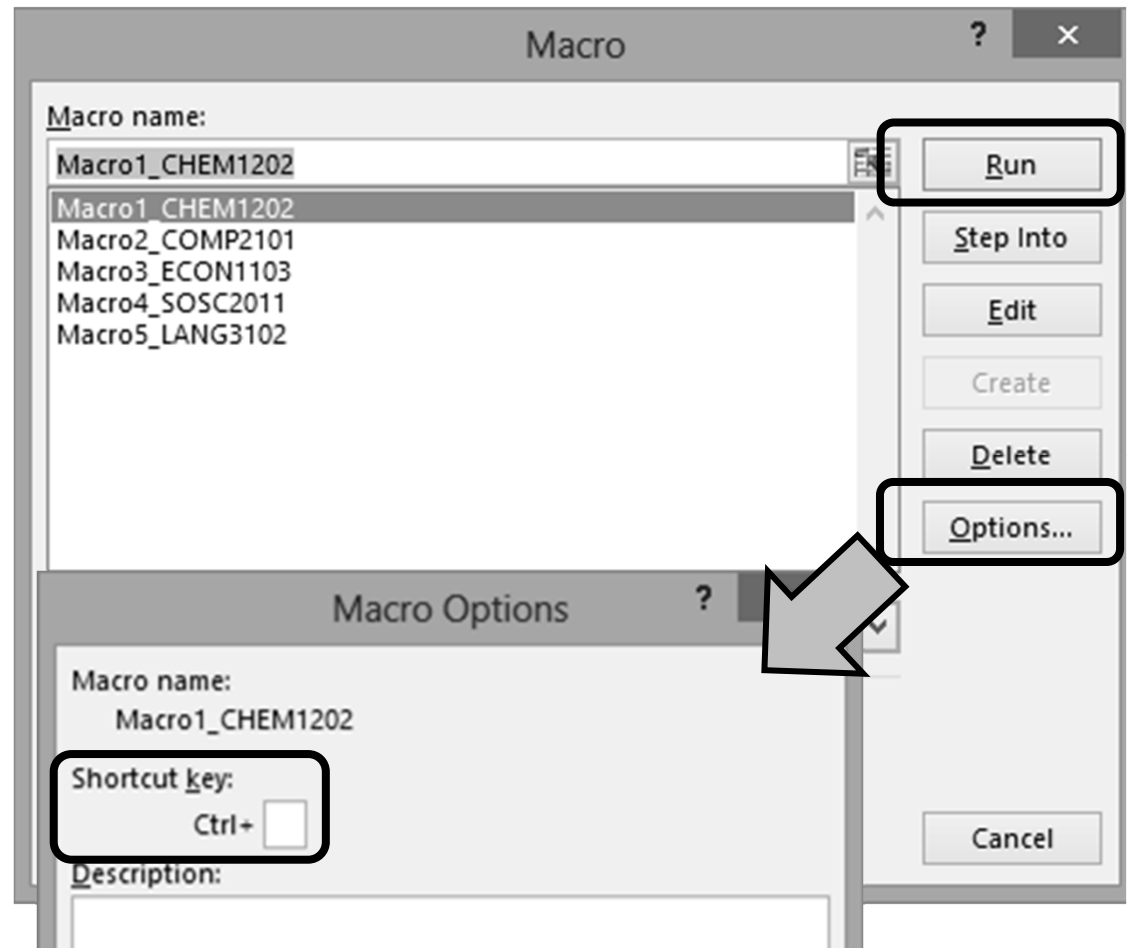 Macro
?
×
Macro name:
Macro1_CHEM1202
Run
Macro1_CHEM1202
Macro2_COMP2101
Macro3_ECON1103
Macro4_SOSC2011
Macro5_LANG3102
Step Into
Edit
Create
Delete
Options...
Macro Options
?
Macro name:
Macro1_CHEM1202
Shortcut key:
Ctrl+
Description:
Cancel